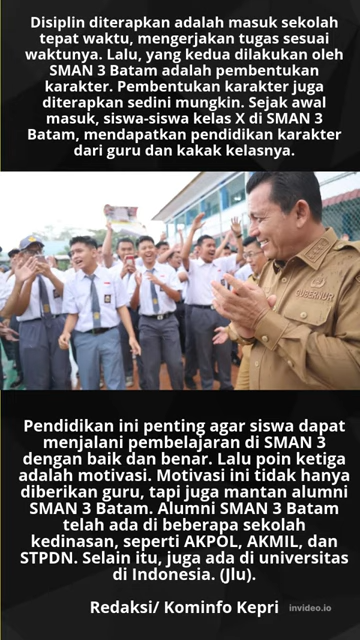 Disiplin diterapkan adalah masuk sekolah
tepat waktu, mengerjakan tugas sesuai
waktunya. Lalu, yang kedua dilakukan oleh
SMAN 3 Batam adalah pembentukan
karakter. Pembentukan karakter juga
diterapkan sedini mungkin. Sejak awal
masuk, siswa-siswa kelas X di SMAN 3
Batam, mendapatkan pendidikan karakter
dari guru dan kakak kelasnya.
GUBERNUR
Pendidikan ini penting agar siswa dapat
menjalani pembelajaran di SMAN 3
dengan baik dan benar. Lalu poin ketiga
adalah motivasi. Motivasi ini tidak hanya
diberikan guru, tapi juga mantan alumni
SMAN 3 Batam. Alumni SMAN 3 Batam
telah ada di beberapa sekolah
kedinasan, seperti AKPOL, AKMIL, dan
STPDN. Selain itu, juga ada di universitas
di Indonesia. (Jlu).
Redaksi/ Kominfo Kepri
invideo.io